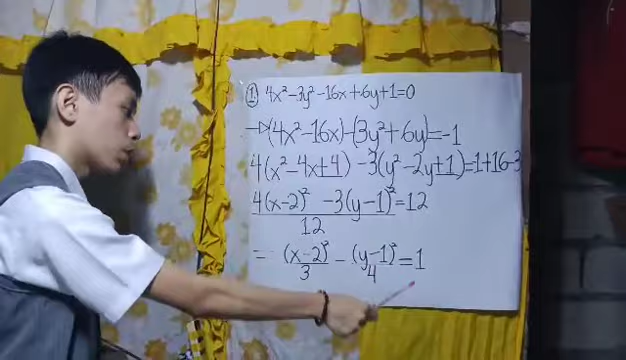 ① 4x²-3y²-16x+6y+1=0
→(4x²-16x)-(3y²+6y)=-1
4(x²-4x+4) -3(y²-2y+1)=1+16-3
4(x-2)² -3(y-1)²=12
12
= (x-2)²/3 - (y-1)²/4 =1